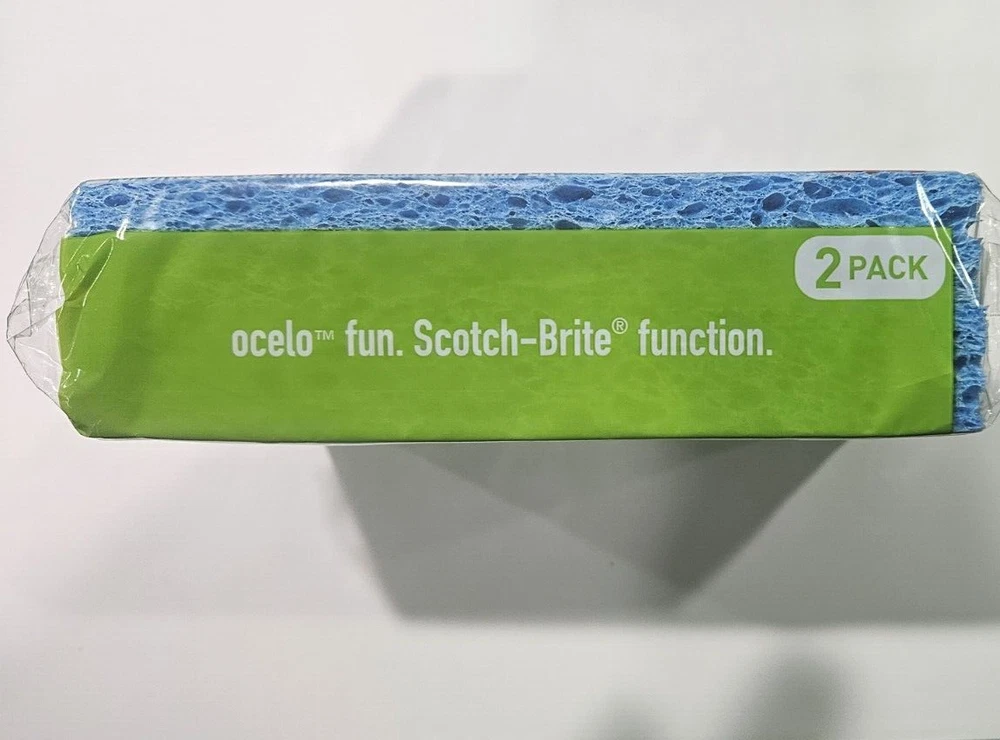 2 PACK
ocelo™ fun. Scotch-Brite® function.